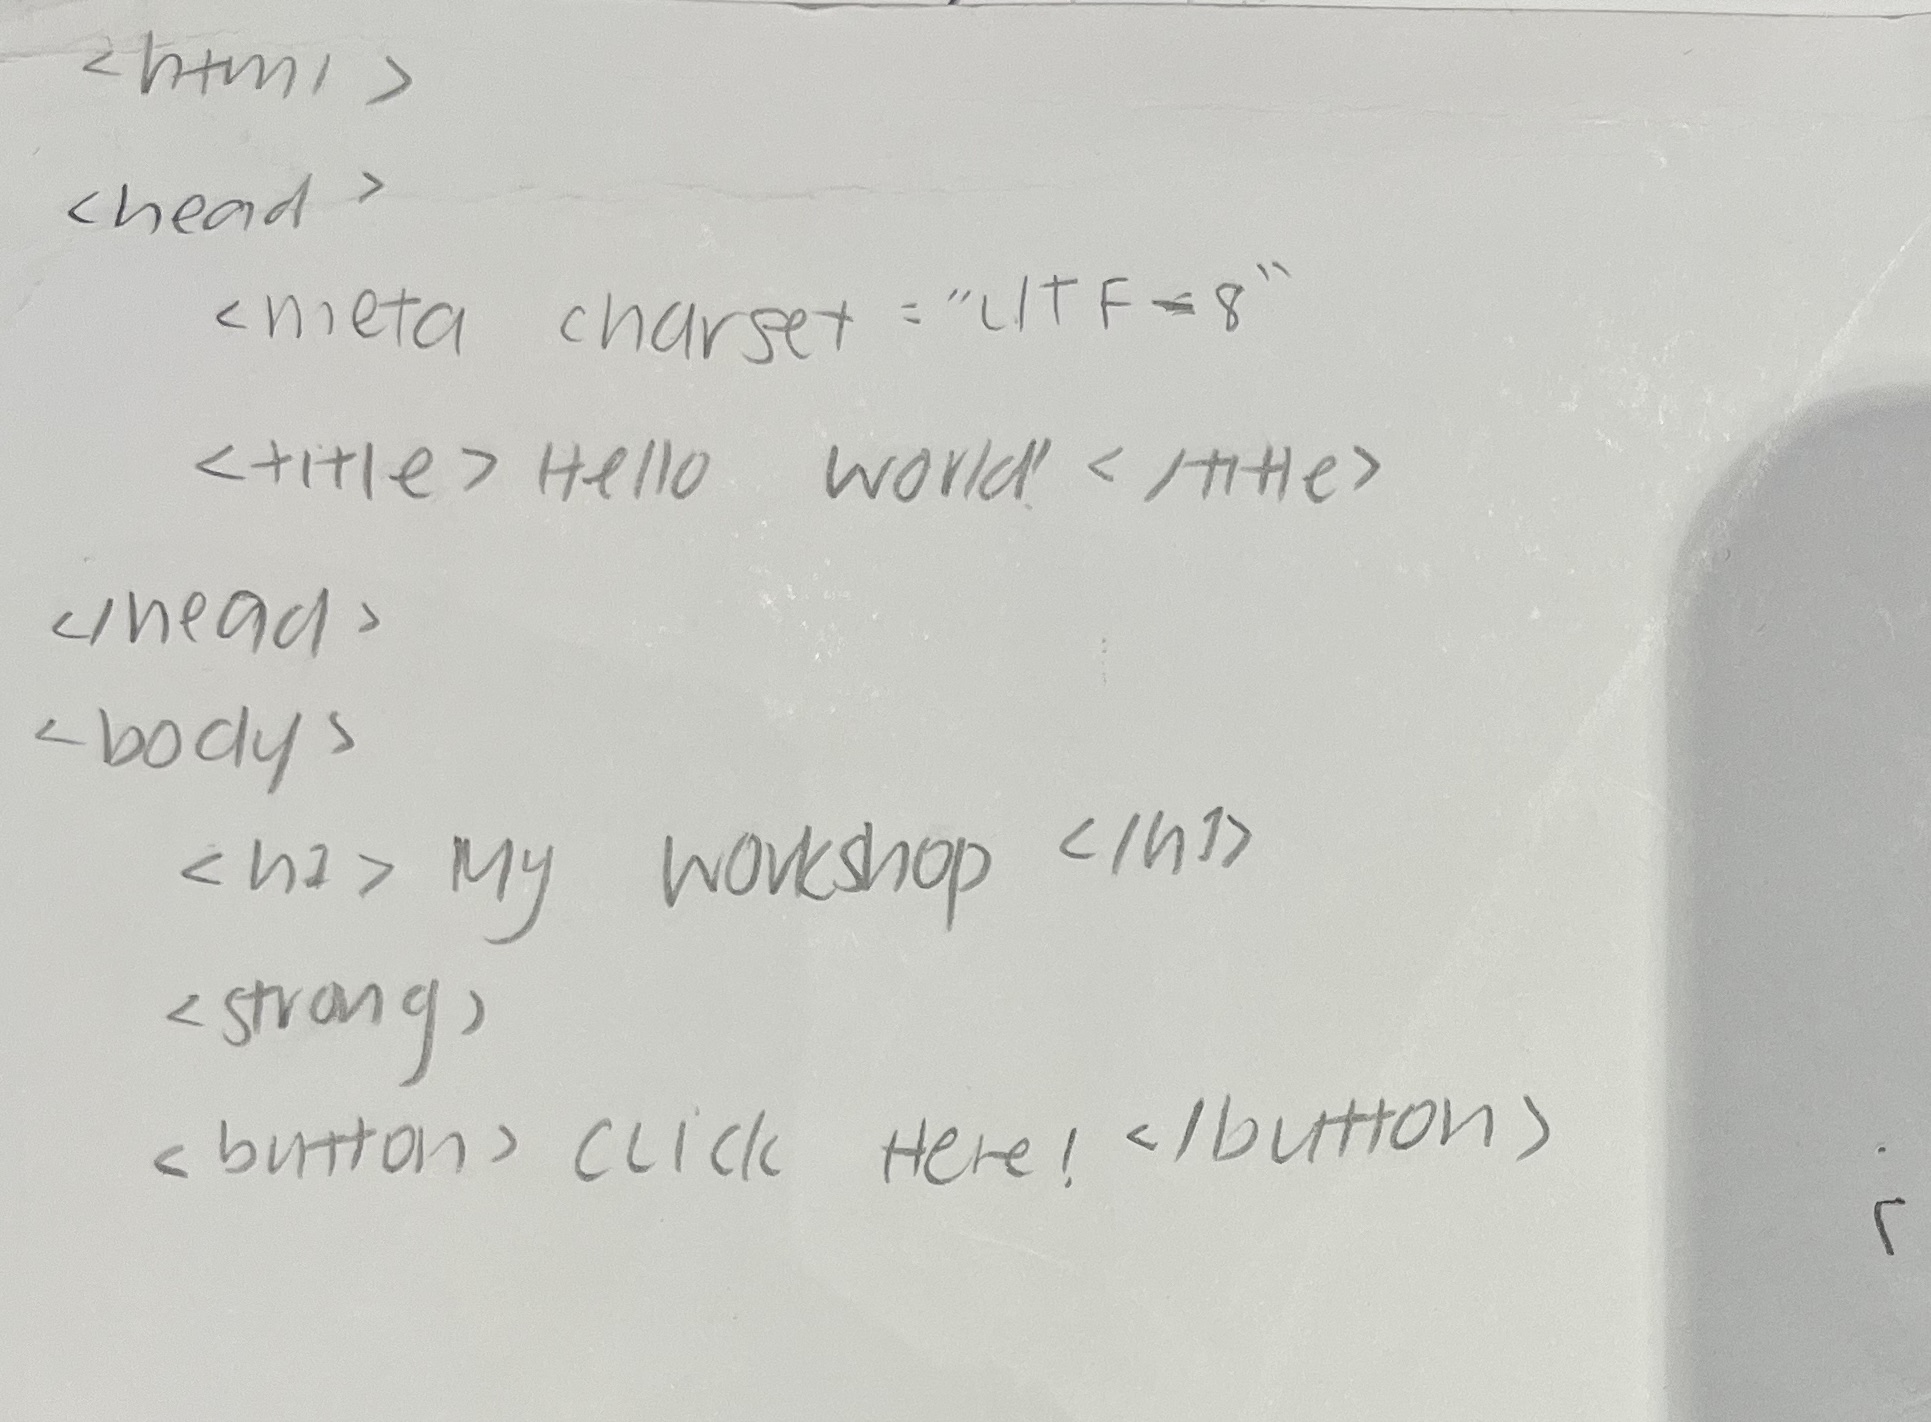 <html>
<head>
<meta charset="UTF-8"
<title>Hello world!</title>
</head>
<body>
<h1>My workshop</h1>
<strong>
<button>Click Here!</button>